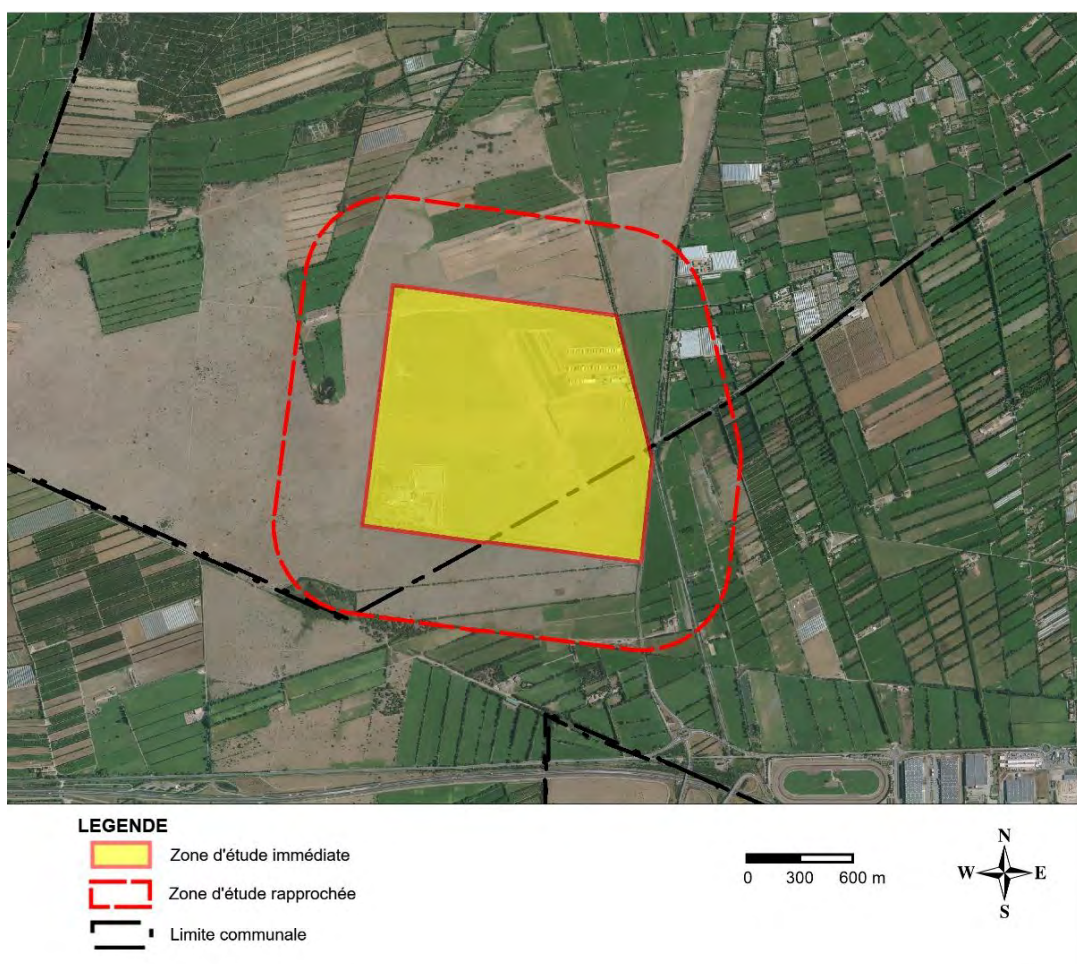 LEGENDE
Zone d'étude immédiate
Zone d'étude rapprochée
Limite communale
0 300 600 m
N
W E
S